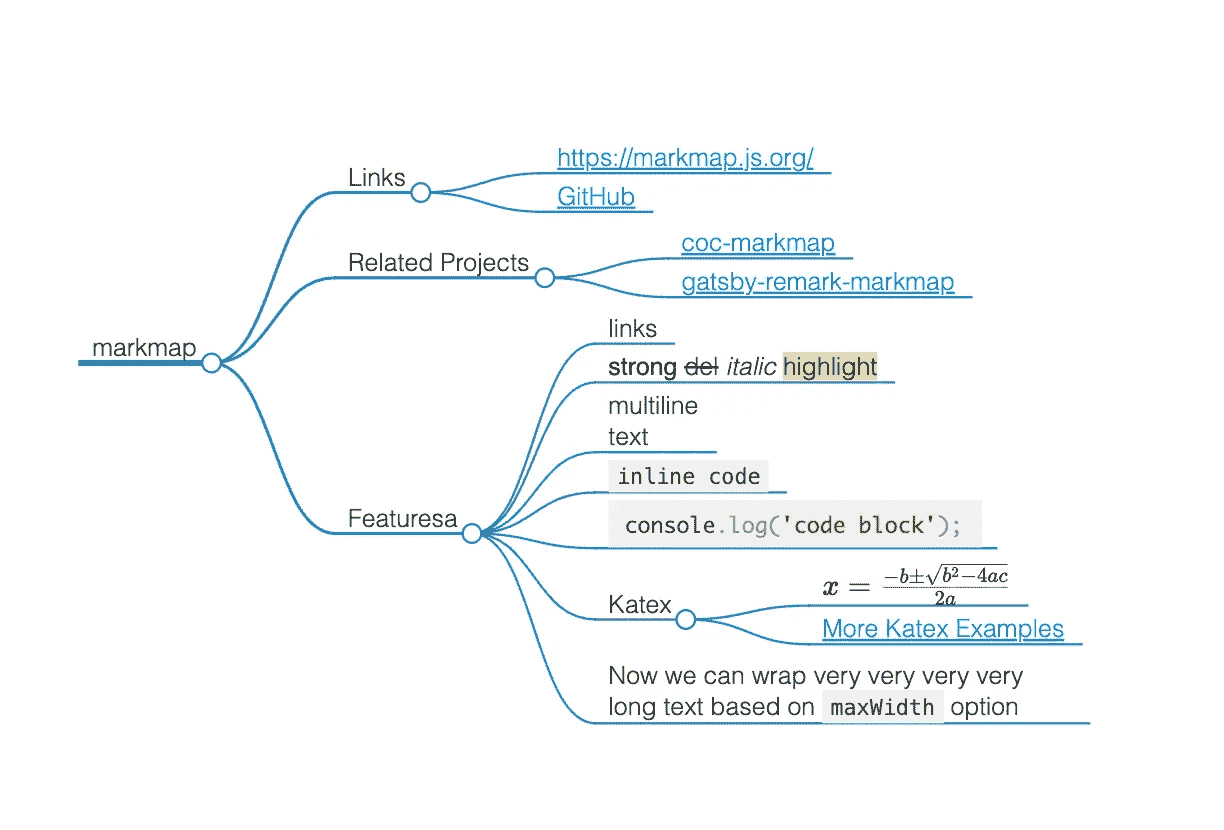 markmap
Links
https://markmap.js.org/
GitHub
Related Projects
coc-markmap
gatsby-remark-markmap
Featuresa
links
strong del italic highlight
multiline
text
inline code
console.log('code block');
Katex
x = \frac{-b±\sqrt{b²−4ac}}{2a}
More Katex Examples
Now we can wrap very very very very
long text based on maxWidth option